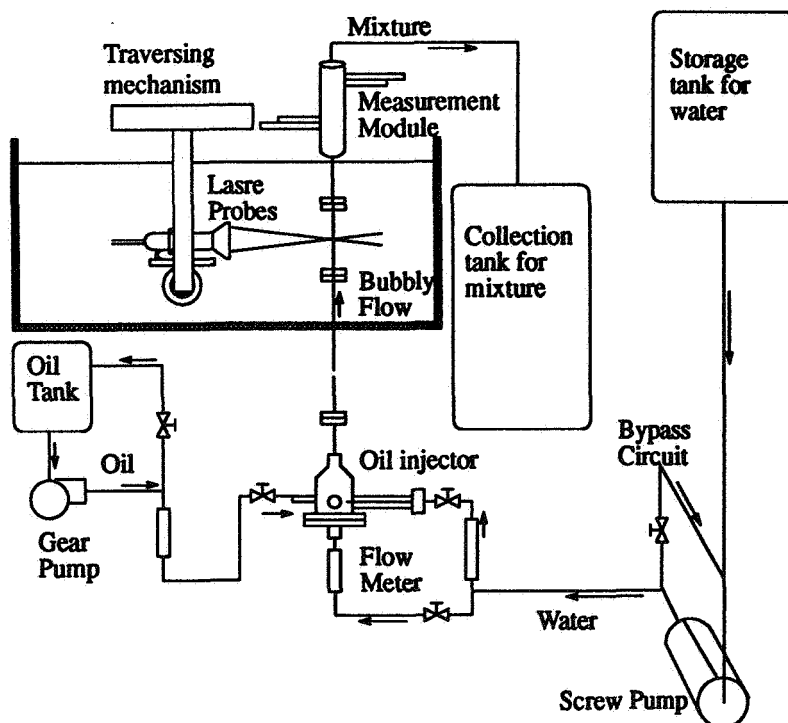 Mixture
Traversing
mechanism
Measurement
Module
Storage
tank for
water
Lasre
Probes
Collection
tank for
mixture
Bubbly
Flow
Oil
Tank
Oil
Gear
Pump
Oil injector
Flow
Meter
Bypass
Circuit
Water
Screw Pump